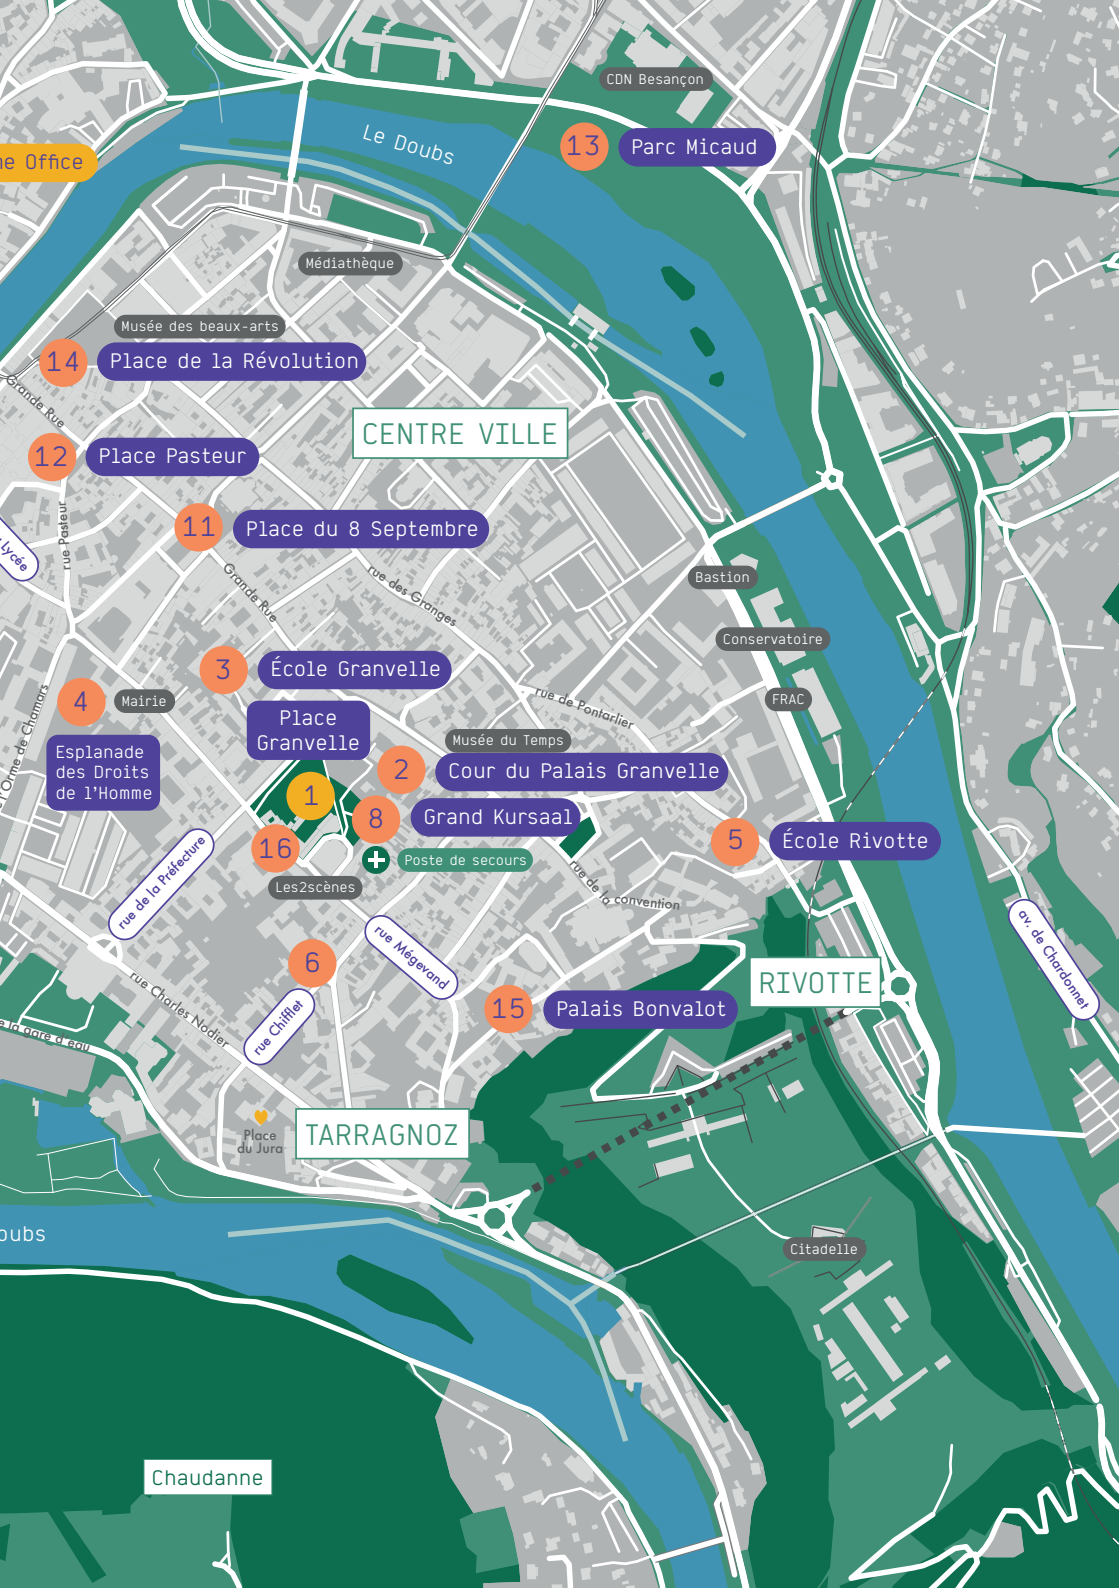 CDN Besançon
Le Doubs
13 Parc Micaud
ne Office
Médiathèque
Musée des beaux-arts
14 Place de la Révolution
Grande Rue
CENTRE VILLE
12 Place Pasteur
rue Pasteur
Lycée
11 Place du 8 Septembre
Grande Rue
rue des Granges
Bastion
Conservatoire
3 École Granvelle
4 Mairie
FRAC
rue de Pontarlier
Place
Granvelle
Musée du Temps
Esplanade
des Droits
de l’Homme
l'Orme de Chamars
2 Cour du Palais Granvelle
1
8 Grand Kursaal
5 École Rivotte
16
Poste de secours
Les2scènes
rue de la Préfecture
rue de la convention
rue Mégevand
av. de Chardonnet
6
RIVOTTE
rue Charles Nodier
rue Chifflet
15 Palais Bonvalot
e la gare d'eau
Place
du Jura
TARRAGNOZ
oubs
Citadelle
Chaudanne